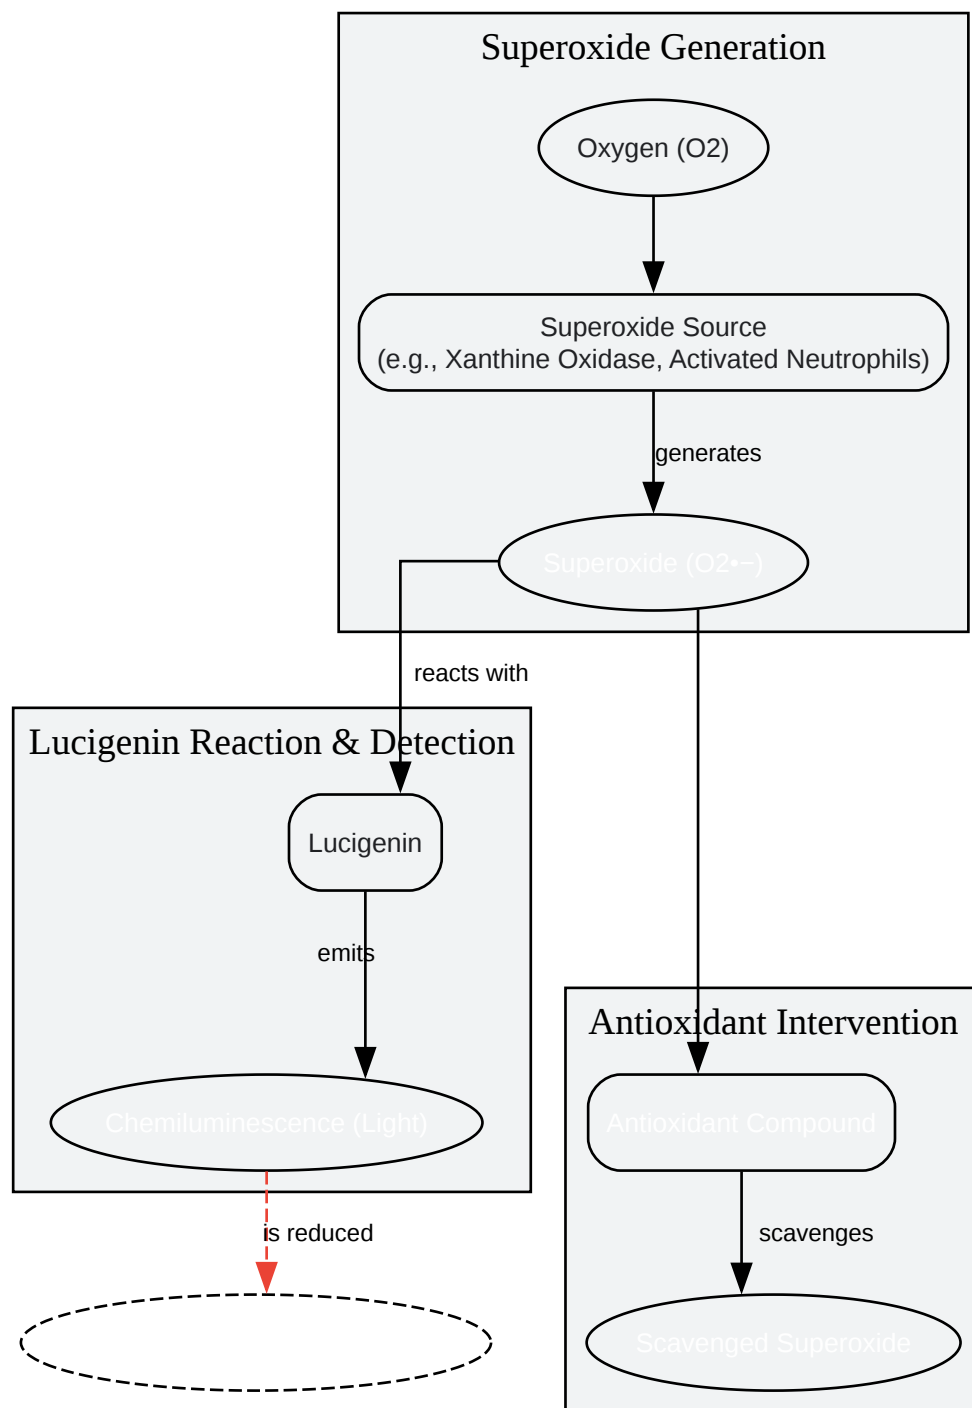 Superoxide Generation
Oxygen (O2)
Superoxide Source
(e.g., Xanthine Oxidase, Activated Neutrophils)
generates
Superoxide (O2•−)
reacts with
Lucigenin Reaction & Detection
Lucigenin
emits
Chemiluminescence (Light)
is reduced
Antioxidant Intervention
Antioxidant Compound
scavenges
Scavenged Superoxide